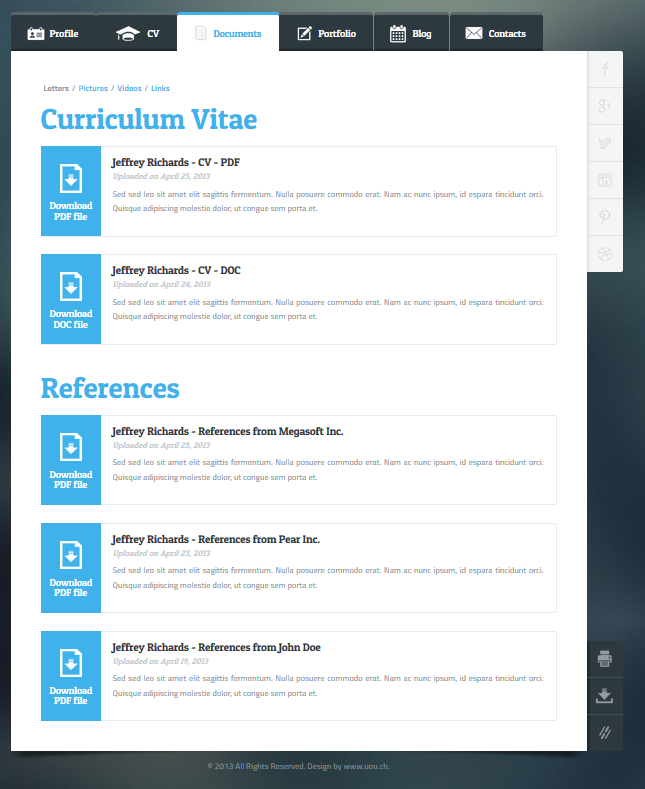 Profile
CV
Documents
Portfolio
Blog
Contacts
Letters / Pictures / Videos / Links
Curriculum Vitae
Download
PDF file
Jeffrey Richards - CV - PDF
Uploaded on April 25, 2013
Sed sed leo sit amet elit sagittis fermentum. Nulla posuere commodo erat. Nam ac nunc ipsum, id espara tincidunt orci.
Quisque adipiscing molestie dolor, ut congue sem porta et.
Download
DOC file
Jeffrey Richards - CV - DOC
Uploaded on April 24, 2013
Sed sed leo sit amet elit sagittis fermentum. Nulla posuere commodo erat. Nam ac nunc ipsum, id espara tincidunt orci.
Quisque adipiscing molestie dolor, ut congue sem porta et.
References
Download
PDF file
Jeffrey Richards - References from Megasoft Inc.
Uploaded on April 25, 2013
Sed sed leo sit amet elit sagittis fermentum. Nulla posuere commodo erat. Nam ac nunc ipsum, id espara tincidunt orci.
Quisque adipiscing molestie dolor, ut congue sem porta et.
Download
PDF file
Jeffrey Richards - References from Pear Inc.
Uploaded on April 23, 2013
Sed sed leo sit amet elit sagittis fermentum. Nulla posuere commodo erat. Nam ac nunc ipsum, id espara tincidunt orci.
Quisque adipiscing molestie dolor, ut congue sem porta et.
Download
PDF file
Jeffrey Richards - References from John Doe
Uploaded on April 19, 2013
Sed sed leo sit amet elit sagittis fermentum. Nulla posuere commodo erat. Nam ac nunc ipsum, id espara tincidunt orci.
Quisque adipiscing molestie dolor, ut congue sem porta et.
© 2013 All Rights Reserved. Design by www.uou.ch.